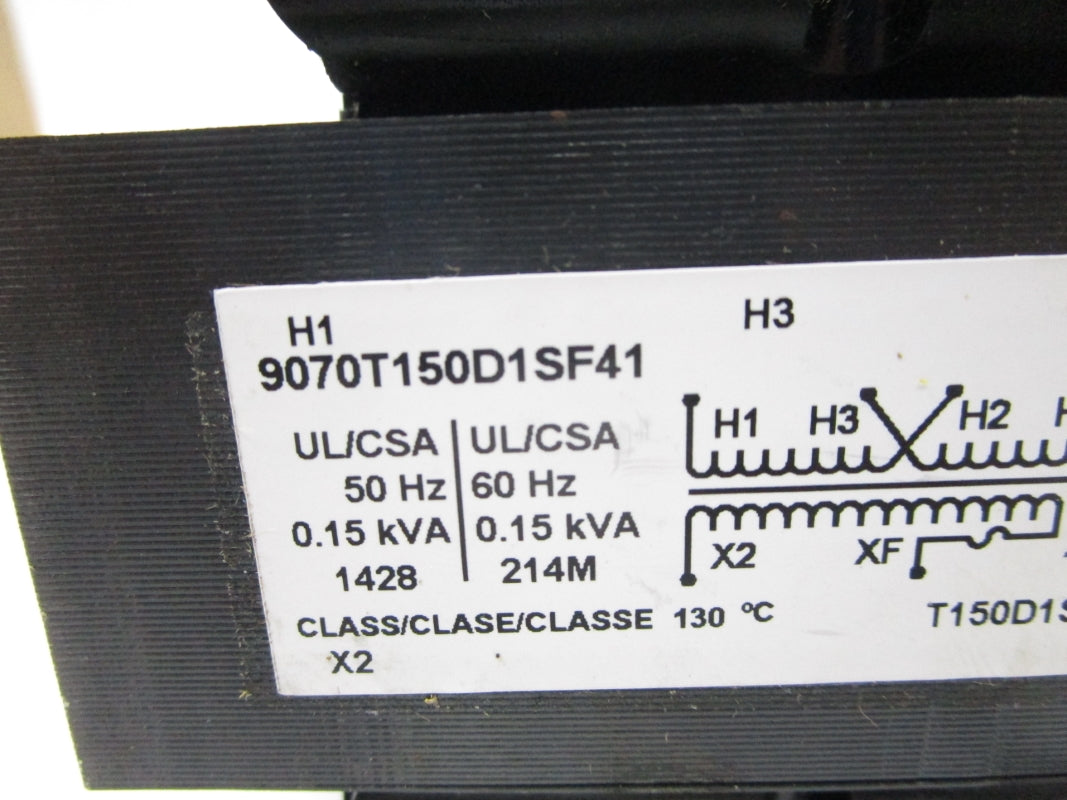 H1 H3
9070T150D1SF41
UL/CSA UL/CSA
50 Hz 60 Hz
0.15 kVA 0.15 kVA
1428 214M
CLASS/CLASE/CLASSE 130 ºC
X2
H1 H3 H2
X2 XF